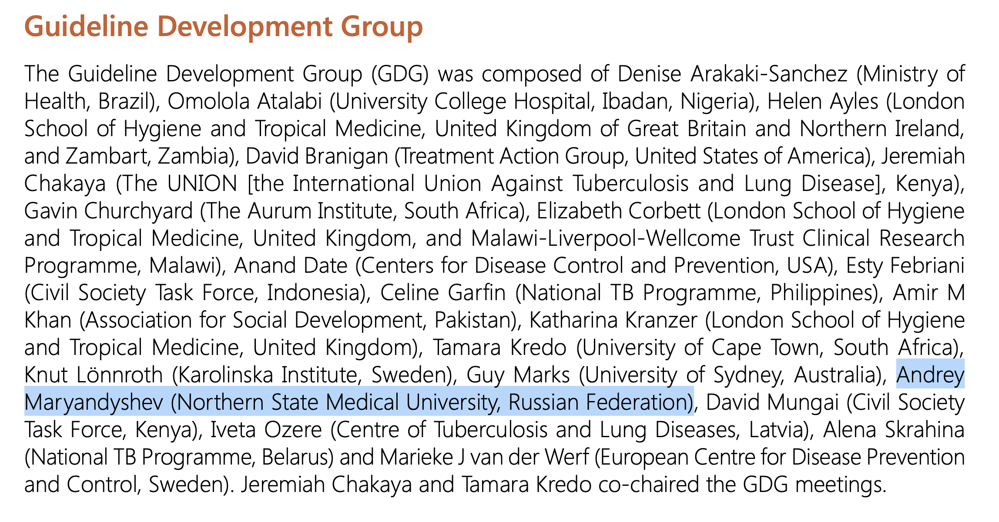 Guideline Development Group
The Guideline Development Group (GDG) was composed of Denise Arakaki-Sanchez (Ministry of
Health, Brazil), Omolola Atalabi (University College Hospital, Ibadan, Nigeria), Helen Ayles (London
School of Hygiene and Tropical Medicine, United Kingdom of Great Britain and Northern Ireland,
and Zambart, Zambia), David Branigan (Treatment Action Group, United States of America), Jeremiah
Chakaya (The UNION [the International Union Against Tuberculosis and Lung Disease], Kenya),
Gavin Churchyard (The Aurum Institute, South Africa), Elizabeth Corbett (London School of Hygiene
and Tropical Medicine, United Kingdom, and Malawi-Liverpool-Wellcome Trust Clinical Research
Programme, Malawi), Anand Date (Centers for Disease Control and Prevention, USA), Esty Febriani
(Civil Society Task Force, Indonesia), Celine Garfin (National TB Programme, Philippines), Amir M
Khan (Association for Social Development, Pakistan), Katharina Kranzer (London School of Hygiene
and Tropical Medicine, United Kingdom), Tamara Kredo (University of Cape Town, South Africa),
Knut Lönnroth (Karolinska Institute, Sweden), Guy Marks (University of Sydney, Australia), Andrey
Maryandyshev (Northern State Medical University, Russian Federation), David Mungai (Civil Society
Task Force, Kenya), Iveta Ozere (Centre of Tuberculosis and Lung Diseases, Latvia), Alena Skrahina
(National TB Programme, Belarus) and Marieke J van der Werf (European Centre for Disease Prevention
and Control, Sweden). Jeremiah Chakaya and Tamara Kredo co-chaired the GDG meetings.